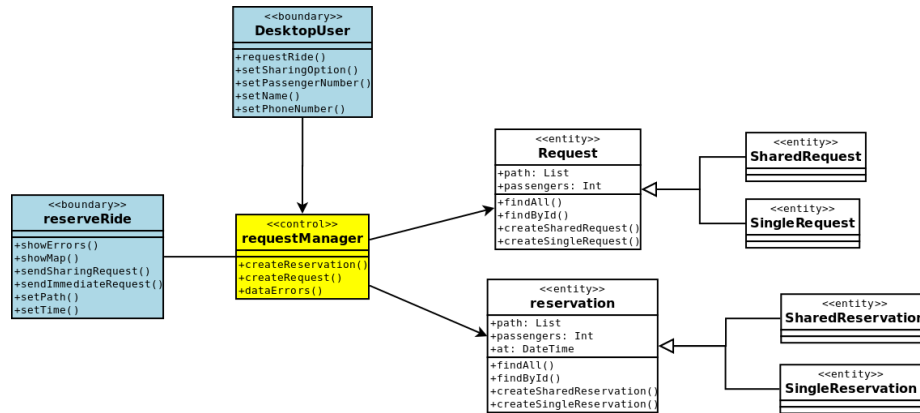 <<boundary>>
DesktopUser
+requestRide()
+setSharingOption()
+setPassengerNumber()
+setName()
+setPhoneNumber()
<<boundary>>
reserveRide
+showErrors()
+showMap()
+sendSharingRequest()
+sendImmediateRequest()
+setPath()
+setTime()
<<control>>
requestManager
+createReservation()
+createRequest()
+dataErrors()
<<entity>>
Request
+path: List
+passengers: Int
+findAll()
+findById()
+createSharedRequest()
+createSingleRequest()
<<entity>>
SharedRequest
<<entity>>
SingleRequest
<<entity>>
reservation
+path: List
+passengers: Int
+at: DateTime
+findAll()
+findById()
+createSharedReservation()
+createSingleReservation()
<<entity>>
SharedReservation
<<entity>>
SingleReservation